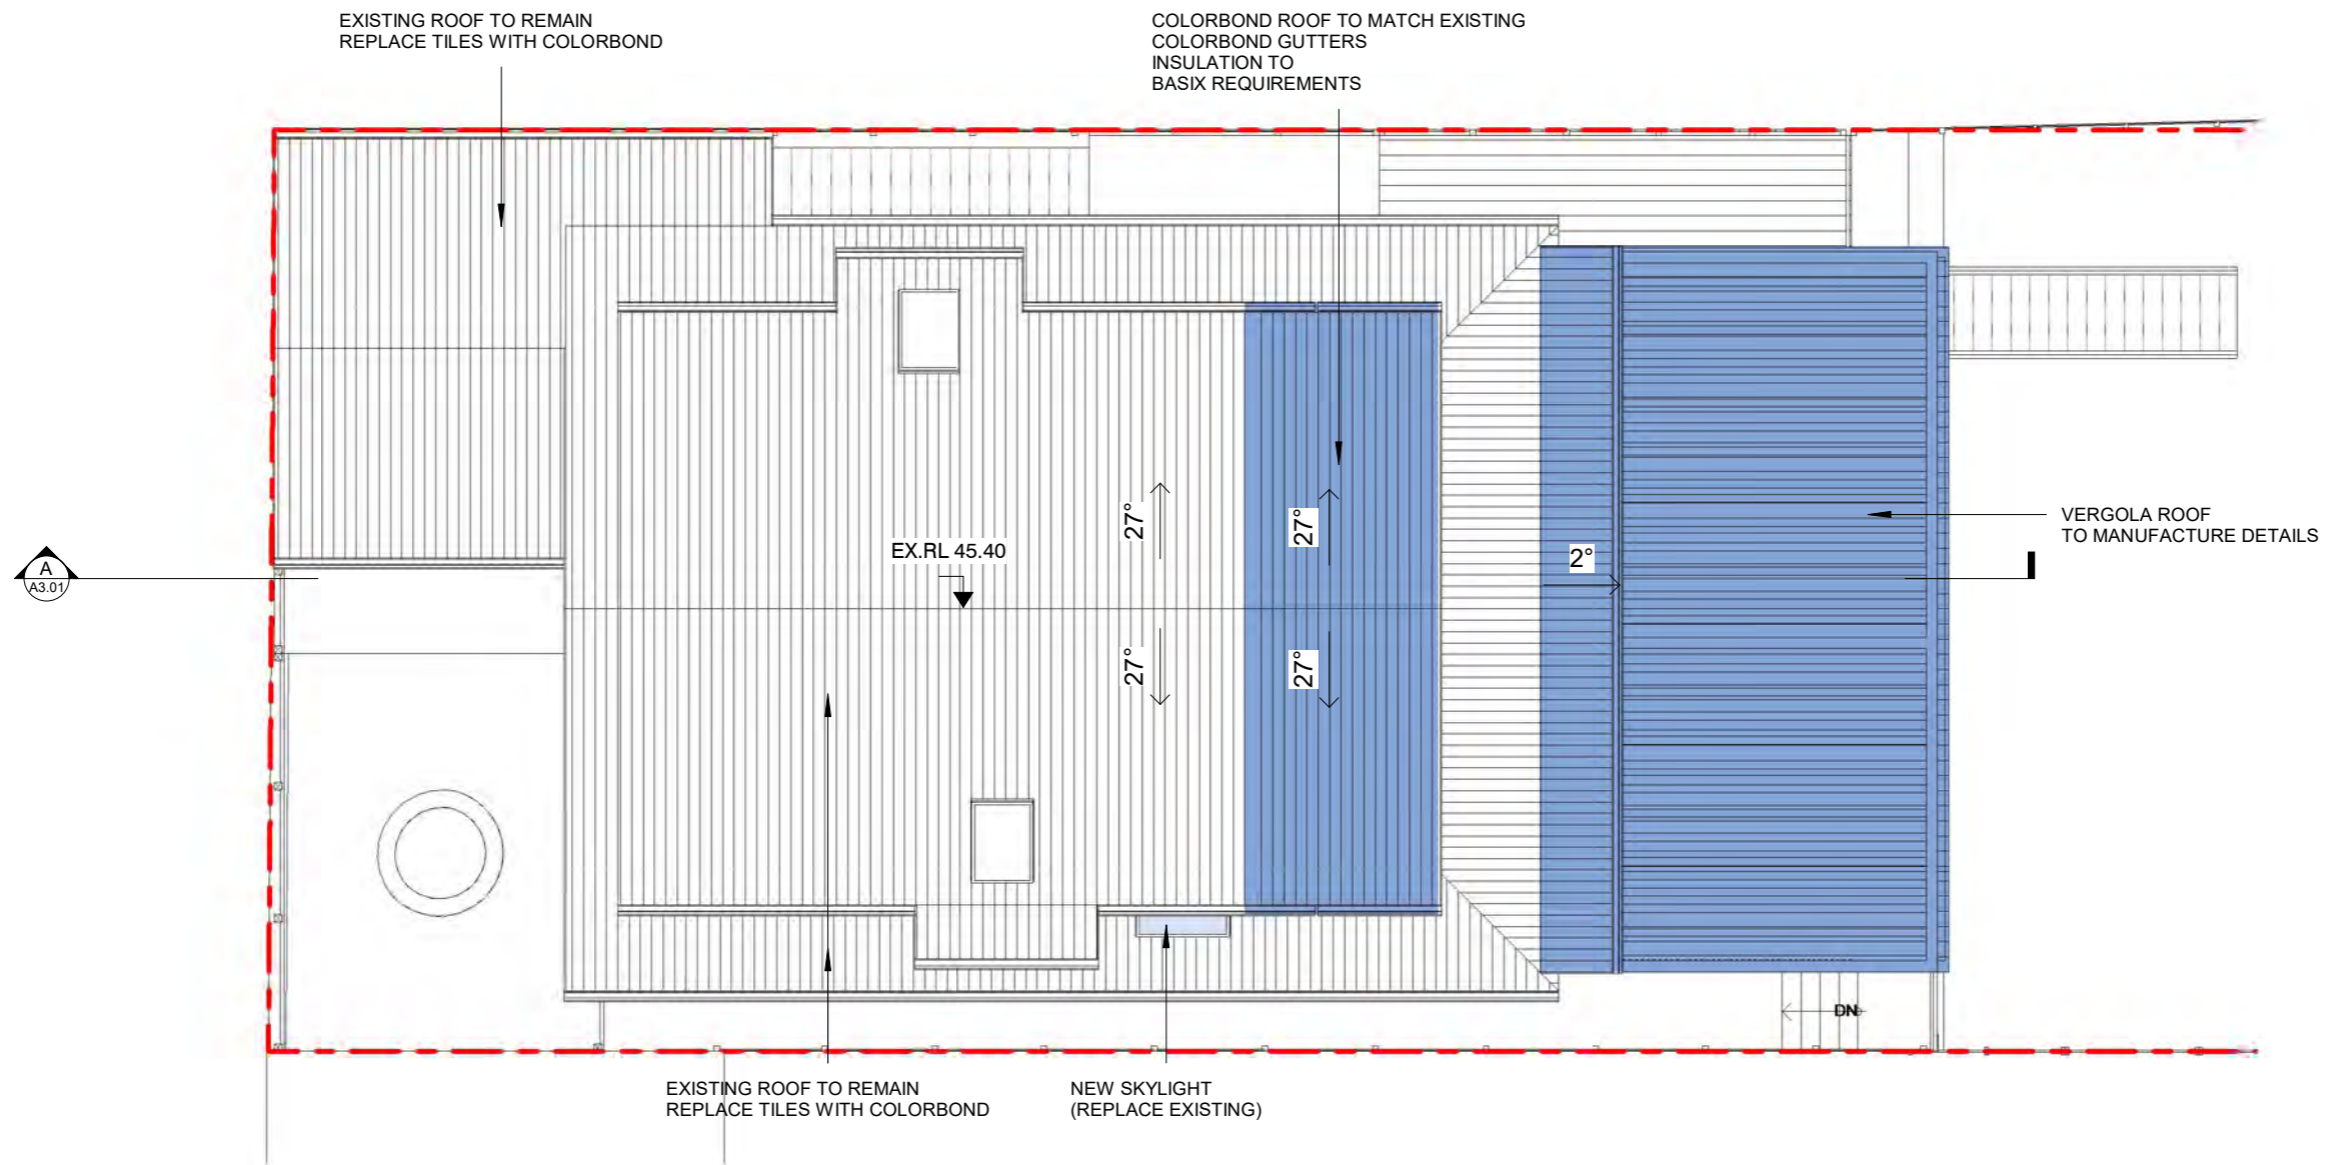 EXISTING ROOF TO REMAIN
REPLACE TILES WITH COLORBOND
COLORBOND ROOF TO MATCH EXISTING
COLORBOND GUTTERS
INSULATION TO
BASIX REQUIREMENTS
27°
27°
EX.RL 45.40
2°
VERGOLA ROOF
TO MANUFACTURE DETAILS
A
A3.01
27°
27°
DN
EXISTING ROOF TO REMAIN
REPLACE TILES WITH COLORBOND
NEW SKYLIGHT
(REPLACE EXISTING)